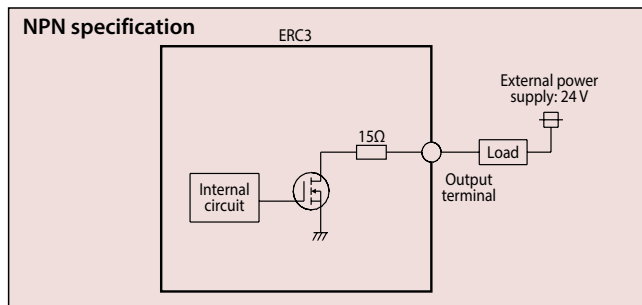 NPN specification
ERC3
External power
supply: 24 V
15Ω
Load
Output
terminal
Internal
circuit